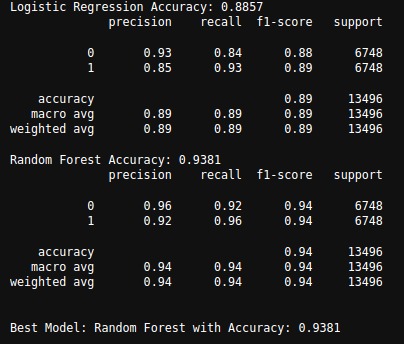 Logistic Regression Accuracy: 0.8857
precision recall f1-score support
0 0.93 0.84 0.88 6748
1 0.85 0.93 0.89 6748
accuracy 0.89 13496
macro avg 0.89 0.89 0.89 13496
weighted avg 0.89 0.89 0.89 13496
Random Forest Accuracy: 0.9381
precision recall f1-score support
0 0.96 0.92 0.94 6748
1 0.92 0.96 0.94 6748
accuracy 0.94 13496
macro avg 0.94 0.94 0.94 13496
weighted avg 0.94 0.94 0.94 13496
Best Model: Random Forest with Accuracy: 0.9381